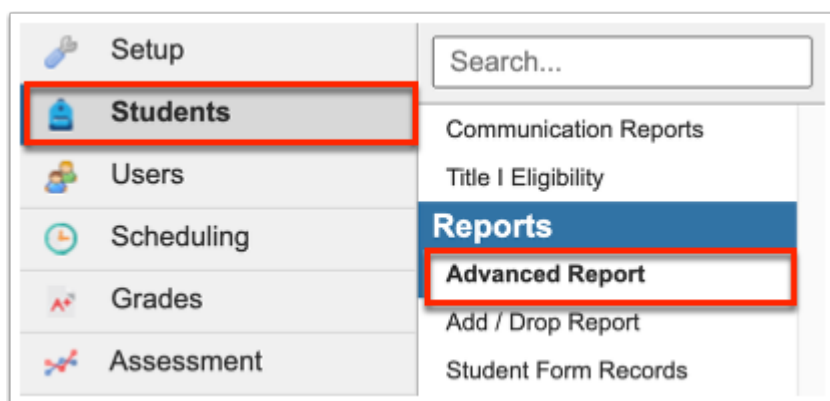 Setup
Students
Users
Scheduling
Grades
Assessment
Search...
Communication Reports
Title I Eligibility
Reports
Advanced Report
Add / Drop Report
Student Form Records